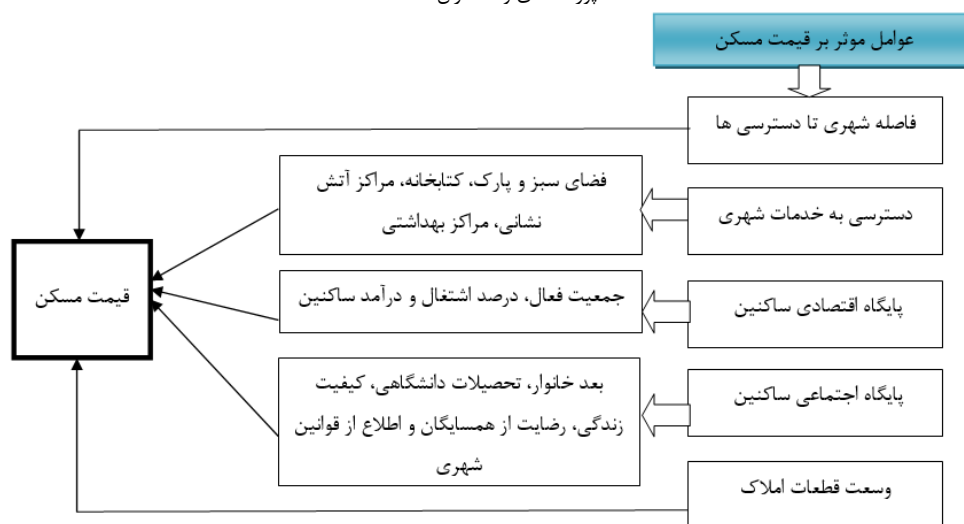 عوامل موثر بر قیمت مسکن
فاصله شهری تا دسترسی ها
فضای سبز و پارک، کتابخانه، مراکز آتش
نشانی، مراکز بهداشتی
دسترسی به خدمات شهری
قیمت مسکن
جمعیت فعال، درصد اشتغال و درآمد ساکنین
پایگاه اقتصادی ساکنین
بعد خانوار، تحصیلات دانشگاهی، کیفیت
زندگی، رضایت از همسایگان و اطلاع از قوانین
شهری
پایگاه اجتماعی ساکنین
وسعت قطعات املاک